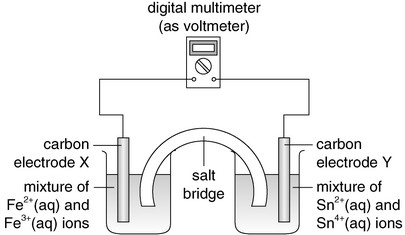 digital multimeter
(as voltmeter)
carbon
electrode X
mixture of
Fe²⁺(aq) and
Fe³⁺(aq) ions
salt
bridge
carbon
electrode Y
mixture of
Sn²⁺(aq) and
Sn⁴⁺(aq) ions